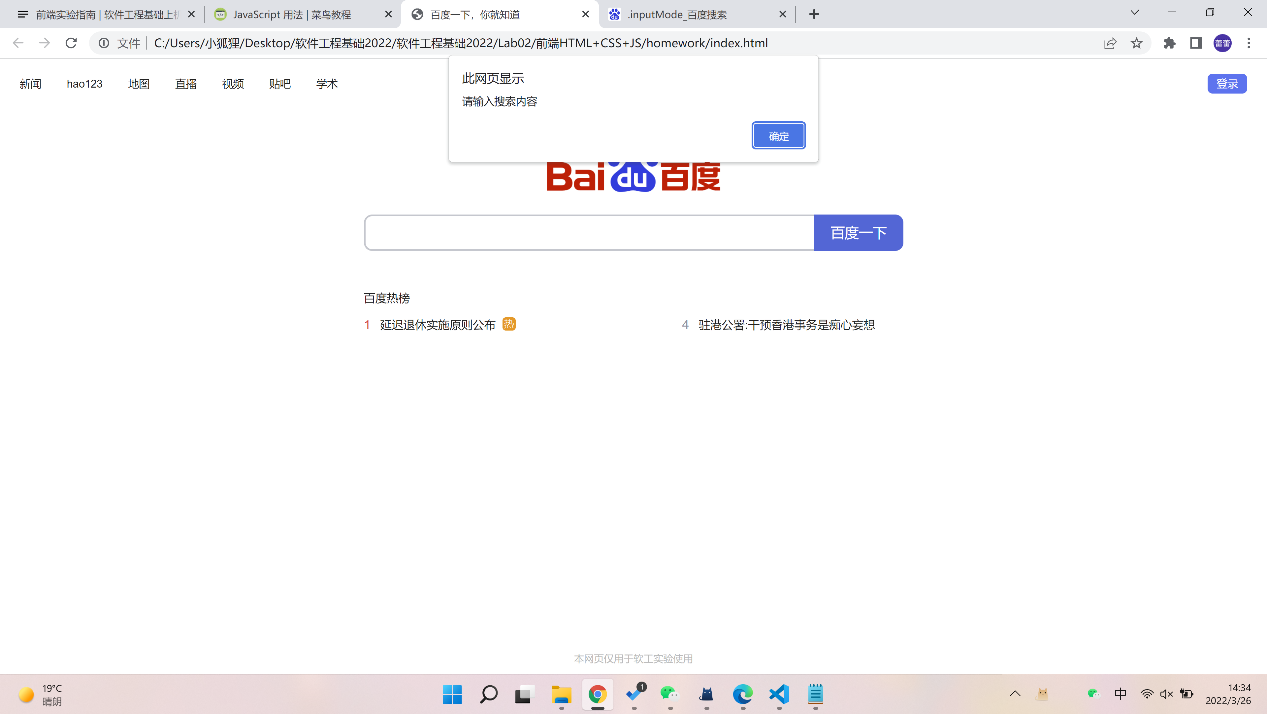 前端实验指南 | 软件工程基础上机
JavaScript 用法 | 菜鸟教程
百度一下，你就知道
.inputMode_百度搜索
文件 | C:/Users/小狐狸/Desktop/软件工程基础2022/软件工程基础2022/Lab02/前端HTML+CSS+JS/homework/index.html
蕾蕾
新闻 hao123 地图 直播 视频 贴吧 学术
登录
此网页显示
请输入搜索内容
确定
Bai du 百度
百度一下
百度热榜
1 延迟退休实施原则公布 热
4 驻港公署:干预香港事务是痴心妄想
本网页仅用于软工实验使用
19°C
晴朗
1
中
14:34
2022/3/26